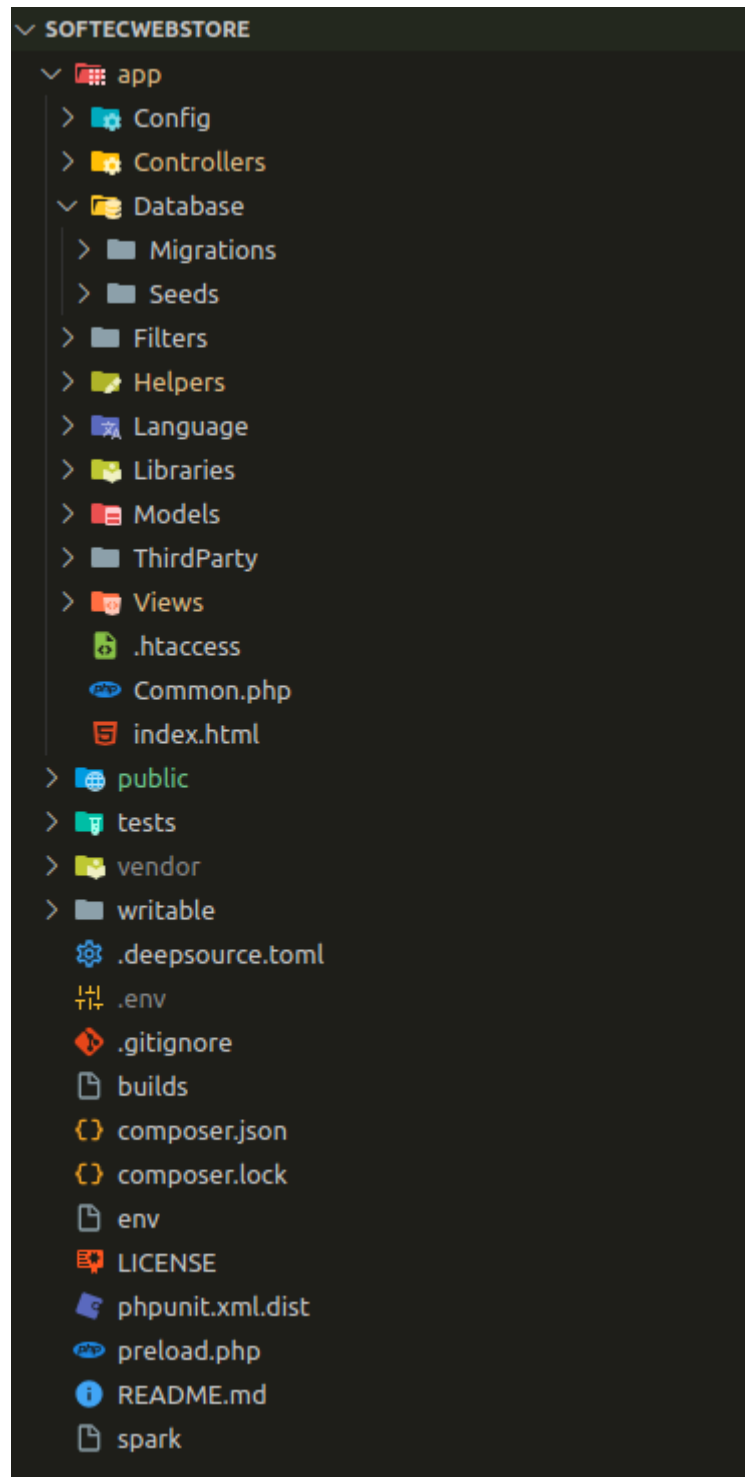 SOFTECWEBSTORE
app
Config
Controllers
Database
Migrations
Seeds
Filters
Helpers
Language
Libraries
Models
ThirdParty
Views
.htaccess
Common.php
index.html
public
tests
vendor
writable
.deepsource.toml
.env
.gitignore
builds
composer.json
composer.lock
env
LICENSE
phpunit.xml.dist
preload.php
README.md
spark